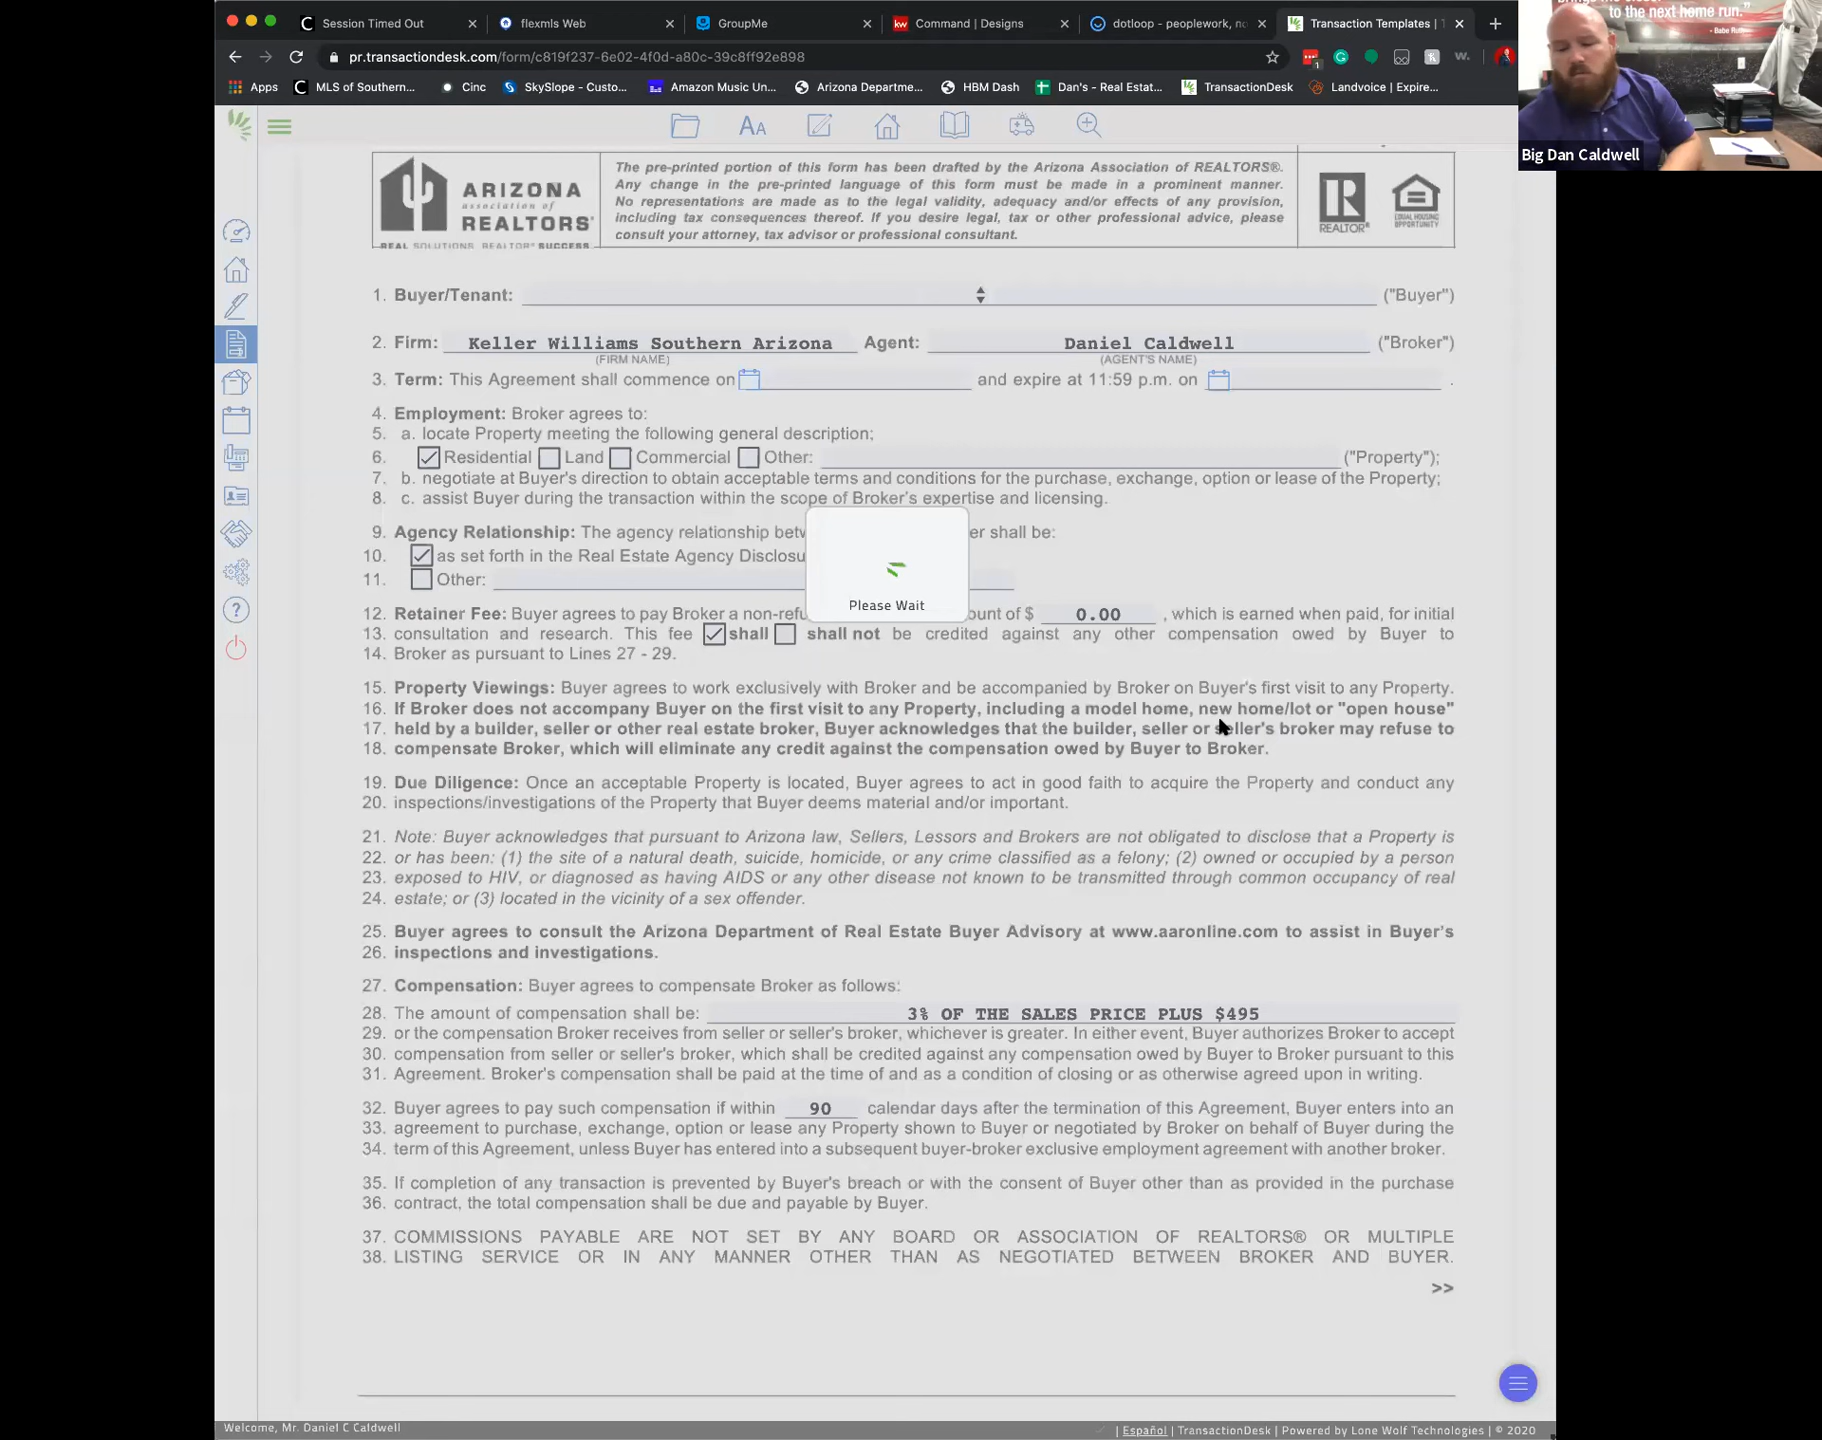 Session Timed Out
flexmls Web
GroupMe
Command | Designs
dotloop - peoplework, no
Transaction Templates | T
pr.transactiondesk.com/form/c819f237-6e02-4f0d-a80c-39c8ff92e898
Apps
MLS of Southern...
Cinc
SkySlope - Custo...
Amazon Music Un...
Arizona Departme...
HBM Dash
Dan's - Real Estat...
TransactionDesk
Landvoice | Expire...
to the next home run."
- Babe Ruth
Big Dan Caldwell
ARIZONA
association of
REALTORS®
REAL SOLUTIONS. REALTOR® SUCCESS
The pre-printed portion of this form has been drafted by the Arizona Association of REALTORS®.
Any change in the pre-printed language of this form must be made in a prominent manner.
No representations are made as to the legal validity, adequacy and/or effects of any provision,
including tax consequences thereof. If you desire legal, tax or other professional advice, please
consult your attorney, tax advisor or professional consultant.
REALTOR®
EQUAL HOUSING
OPPORTUNITY
1. Buyer/Tenant: ("Buyer")
2. Firm: Keller Williams Southern Arizona Agent: Daniel Caldwell ("Broker")
(FIRM NAME) (AGENT'S NAME)
3. Term: This Agreement shall commence on and expire at 11:59 p.m. on .
4. Employment: Broker agrees to:
5. a. locate Property meeting the following general description;
6. Residential Land Commercial Other: ("Property");
7. b. negotiate at Buyer's direction to obtain acceptable terms and conditions for the purchase, exchange, option or lease of the Property;
8. c. assist Buyer during the transaction within the scope of Broker's expertise and licensing.
9. Agency Relationship: The agency relationship betw er shall be:
10. as set forth in the Real Estate Agency Disclosu
11. Other:
Please Wait
12. Retainer Fee: Buyer agrees to pay Broker a non-refu ount of $ 0.00 , which is earned when paid, for initial
13. consultation and research. This fee shall shall not be credited against any other compensation owed by Buyer to
14. Broker as pursuant to Lines 27 - 29.
15. Property Viewings: Buyer agrees to work exclusively with Broker and be accompanied by Broker on Buyer's first visit to any Property.
16. If Broker does not accompany Buyer on the first visit to any Property, including a model home, new home/lot or "open house"
17. held by a builder, seller or other real estate broker, Buyer acknowledges that the builder, seller or seller's broker may refuse to
18. compensate Broker, which will eliminate any credit against the compensation owed by Buyer to Broker.
19. Due Diligence: Once an acceptable Property is located, Buyer agrees to act in good faith to acquire the Property and conduct any
20. inspections/investigations of the Property that Buyer deems material and/or important.
21. Note: Buyer acknowledges that pursuant to Arizona law, Sellers, Lessors and Brokers are not obligated to disclose that a Property is
22. or has been: (1) the site of a natural death, suicide, homicide, or any crime classified as a felony; (2) owned or occupied by a person
23. exposed to HIV, or diagnosed as having AIDS or any other disease not known to be transmitted through common occupancy of real
24. estate; or (3) located in the vicinity of a sex offender.
25. Buyer agrees to consult the Arizona Department of Real Estate Buyer Advisory at www.aaronline.com to assist in Buyer's
26. inspections and investigations.
27. Compensation: Buyer agrees to compensate Broker as follows:
28. The amount of compensation shall be: 3% OF THE SALES PRICE PLUS $495
29. or the compensation Broker receives from seller or seller's broker, whichever is greater. In either event, Buyer authorizes Broker to accept
30. compensation from seller or seller's broker, which shall be credited against any compensation owed by Buyer to Broker pursuant to this
31. Agreement. Broker's compensation shall be paid at the time of and as a condition of closing or as otherwise agreed upon in writing.
32. Buyer agrees to pay such compensation if within 90 calendar days after the termination of this Agreement, Buyer enters into an
33. agreement to purchase, exchange, option or lease any Property shown to Buyer or negotiated by Broker on behalf of Buyer during the
34. term of this Agreement, unless Buyer has entered into a subsequent buyer-broker exclusive employment agreement with another broker.
35. If completion of any transaction is prevented by Buyer's breach or with the consent of Buyer other than as provided in the purchase
36. contract, the total compensation shall be due and payable by Buyer.
37. COMMISSIONS PAYABLE ARE NOT SET BY ANY BOARD OR ASSOCIATION OF REALTORS® OR MULTIPLE
38. LISTING SERVICE OR IN ANY MANNER OTHER THAN AS NEGOTIATED BETWEEN BROKER AND BUYER.
>>
Welcome, Mr. Daniel C Caldwell
| Español | TransactionDesk | Powered by Lone Wolf Technologies | © 2020